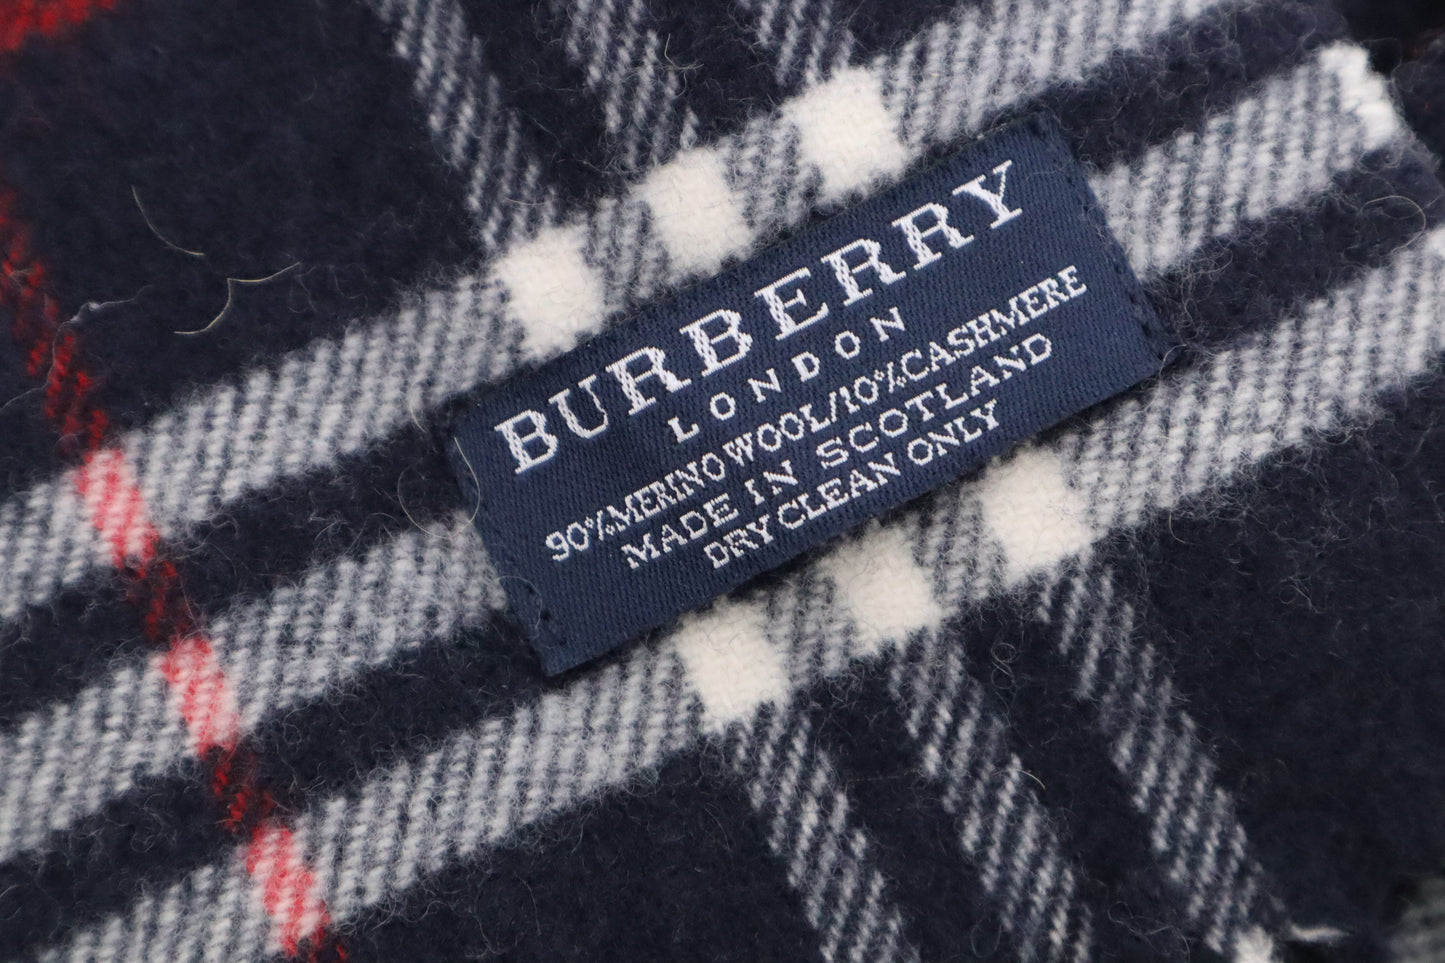 BURBERRY
LONDON
90%MERINO WOOL/10%CASHMERE
MADE IN SCOTLAND
DRY CLEAN ONLY